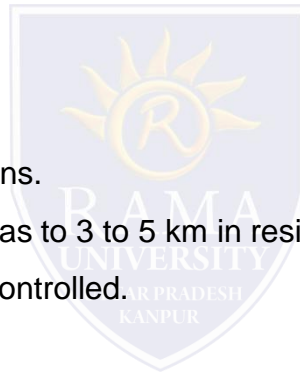 R
ns.
as to 3 to 5 km in resi
ontrolled.
RAMA
UNIVERSITY
AR PRADESH
KANPUR